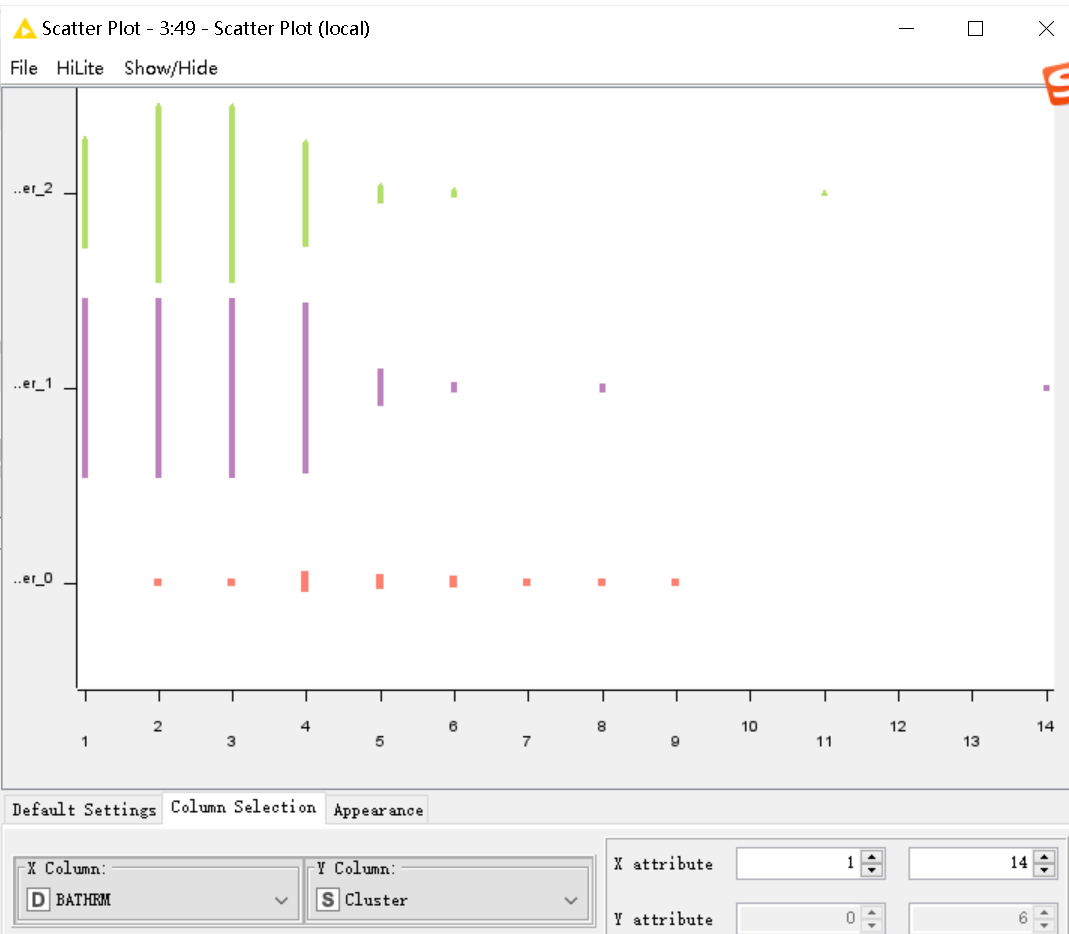 Scatter Plot - 3:49 - Scatter Plot (local)
File HiLite Show/Hide
..er_2
..er_1
..er_0
2 4 6 8 10 12 14
1 3 5 7 9 11 13
Default Settings Column Selection Appearance
X Column: Y Column:
D BATHRM S Cluster
X attribute 1 14
Y attribute 0 6